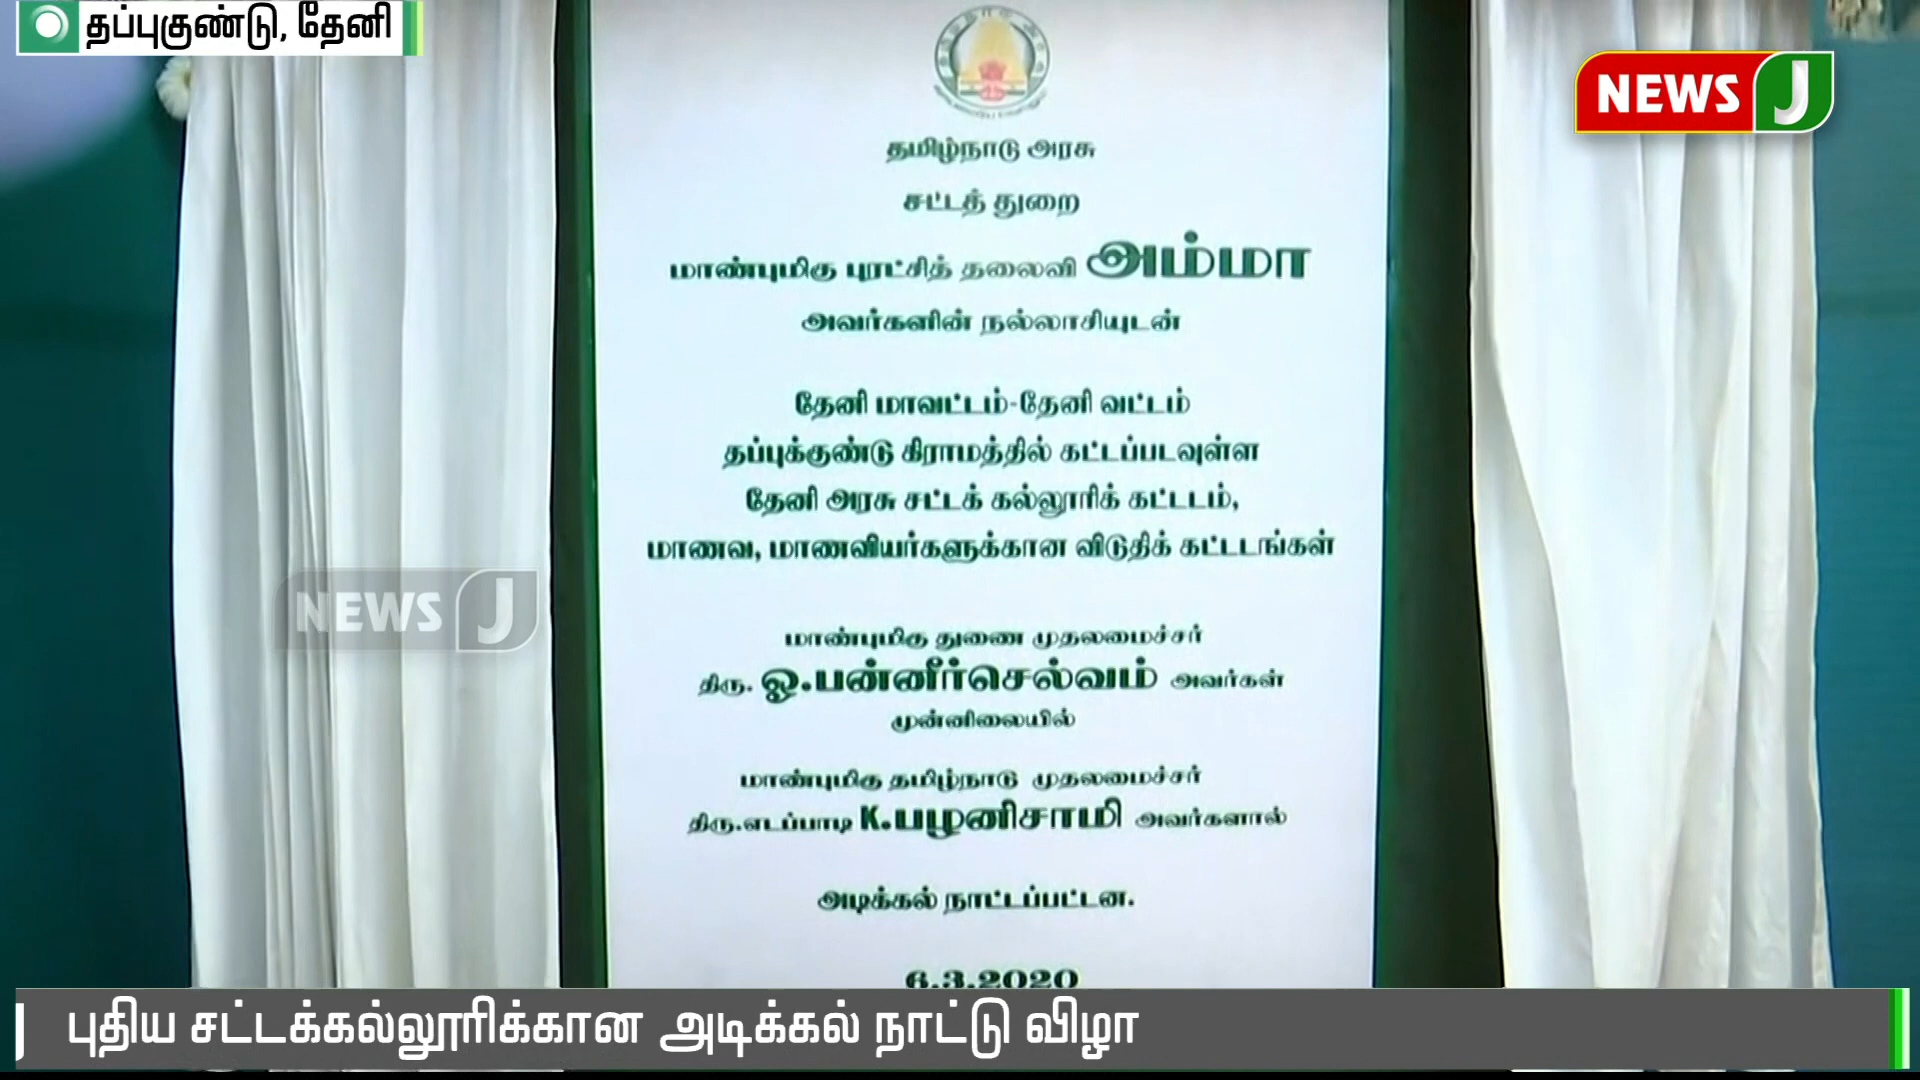 தப்புகுண்டு, தேனி
NEWS J
தமிழ்நாடு அரசு
சட்டத் துறை
மாண்புமிகு புரட்சித் தலைவி அம்மா
அவர்களின் நல்லாசியுடன்
தேனி மாவட்டம்-தேனி வட்டம்
தப்புக்குண்டு கிராமத்தில் கட்டப்படவுள்ள
தேனி அரசு சட்டக் கல்லூரிக் கட்டடம்,
மாணவ, மாணவியர்களுக்கான விடுதிக் கட்டடங்கள்
NEWS J
மாண்புமிகு துணை முதலமைச்சர்
திரு. ஓ.பன்னீர்செல்வம் அவர்கள்
முன்னிலையில்
மாண்புமிகு தமிழ்நாடு முதலமைச்சர்
திரு.எடப்பாடி K.பழனிசாமி அவர்களால்
அடிக்கல் நாட்டப்பட்டன.
6.3.2020
புதிய சட்டக்கல்லூரிக்கான அடிக்கல் நாட்டு விழா